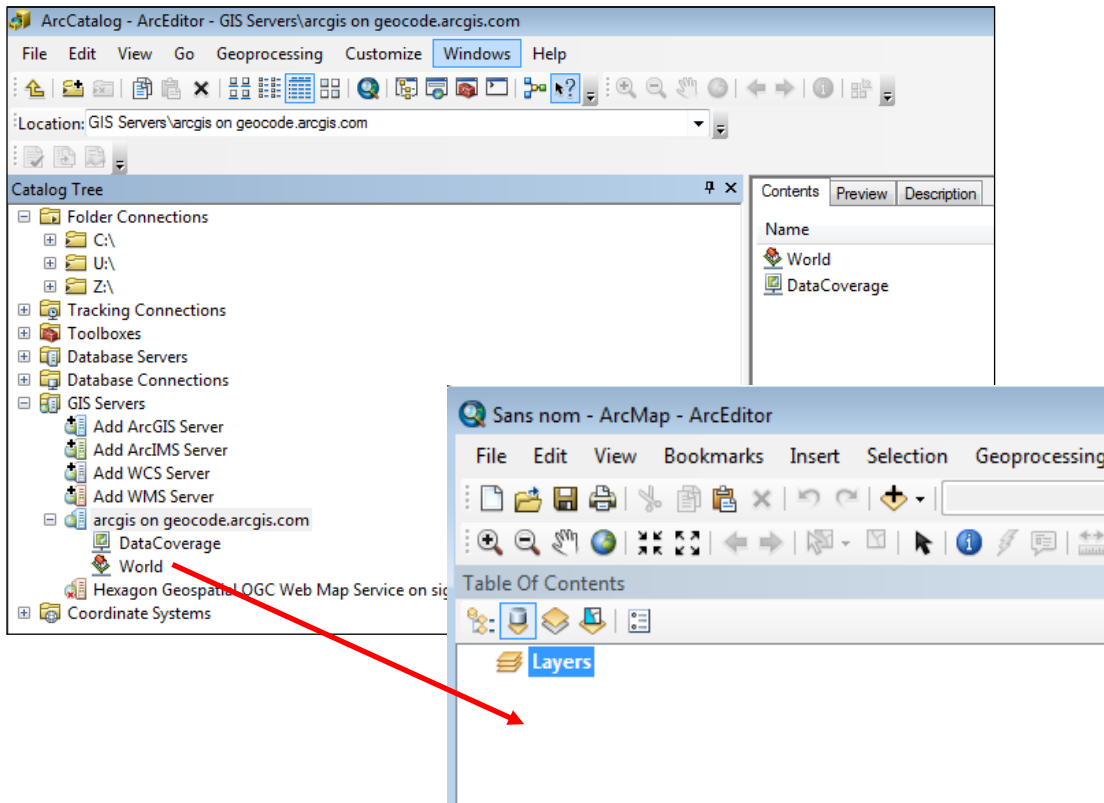 ArcCatalog - ArcEditor - GIS Servers\arcgis on geocode.arcgis.com
File Edit View Go Geoprocessing Customize Windows Help
Location: GIS Servers\arcgis on geocode.arcgis.com
Catalog Tree
Folder Connections
C:\
U:\
Z:\
Tracking Connections
Toolboxes
Database Servers
Database Connections
GIS Servers
Add ArcGIS Server
Add ArcIMS Server
Add WCS Server
Add WMS Server
arcgis on geocode.arcgis.com
DataCoverage
World
Hexagon Geospatial OGC Web Map Service on sig
Coordinate Systems
Contents Preview Description
Name
World
DataCoverage
Sans nom - ArcMap - ArcEditor
File Edit View Bookmarks Insert Selection Geoprocessing
Table Of Contents
Layers